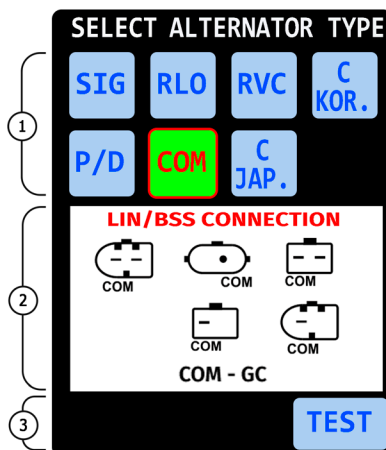 SELECT ALTERNATOR TYPE
SIG RLO RVC C KOR.
1
P/D COM C JAP.
LIN/BSS CONNECTION
COM COM COM
2
COM COM
COM - GC
3
TEST